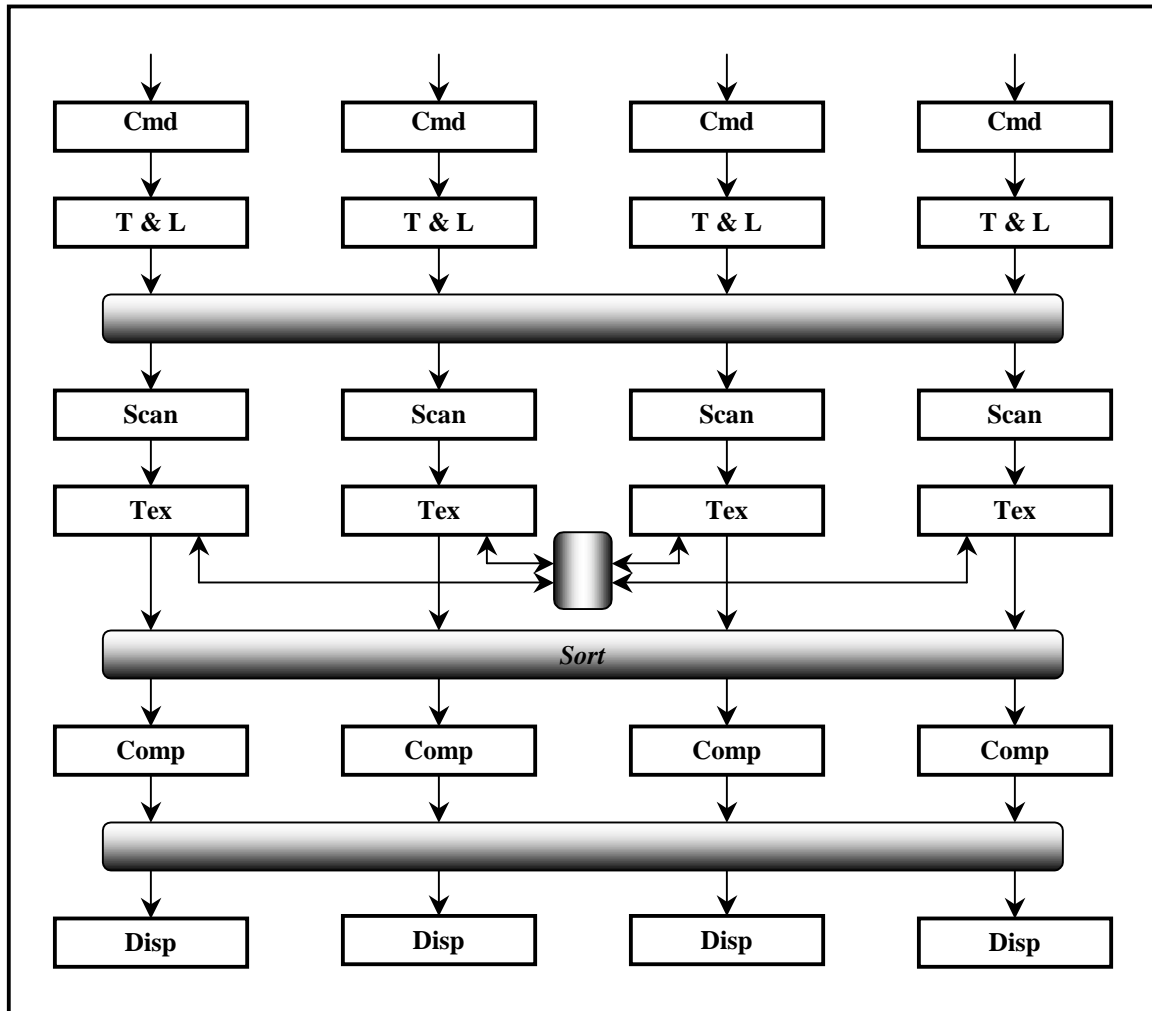 Cmd Cmd Cmd Cmd
T & L T & L T & L T & L
Scan Scan Scan Scan
Tex Tex Tex Tex
Sort
Comp Comp Comp Comp
Disp Disp Disp Disp